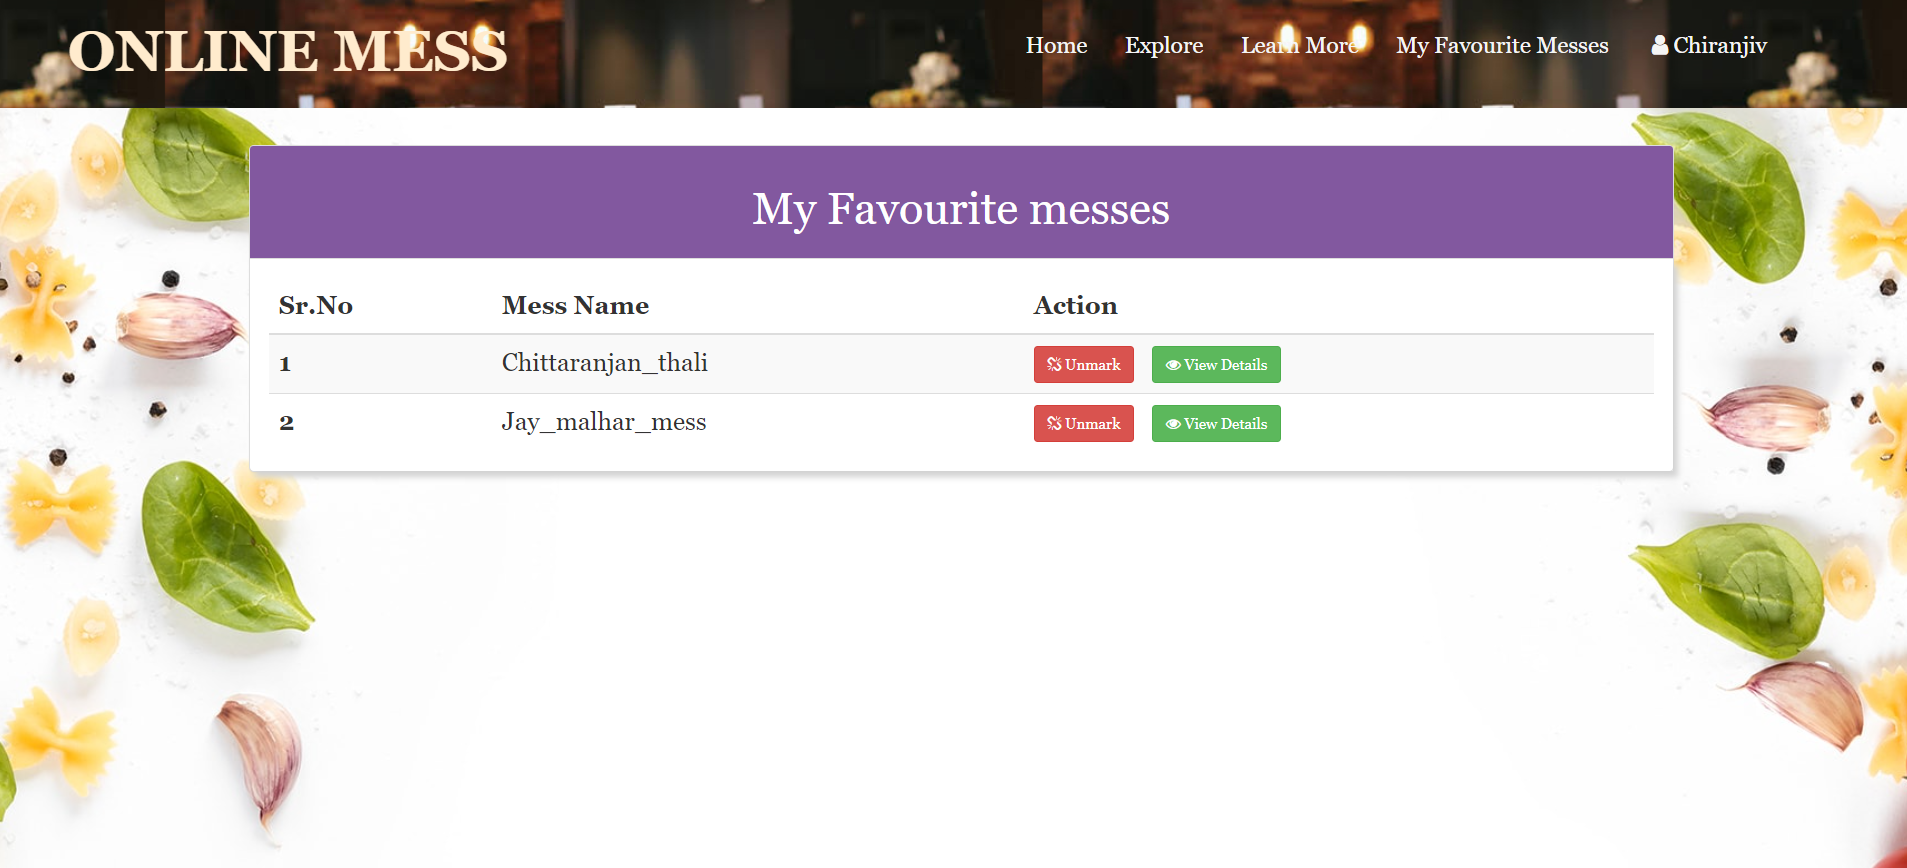 ONLINE MESS
Home Explore Learn More My Favourite Messes Chiranjiv
My Favourite messes
Sr.No Mess Name Action
1 Chittaranjan_thali Unmark View Details
2 Jay_malhar_mess Unmark View Details